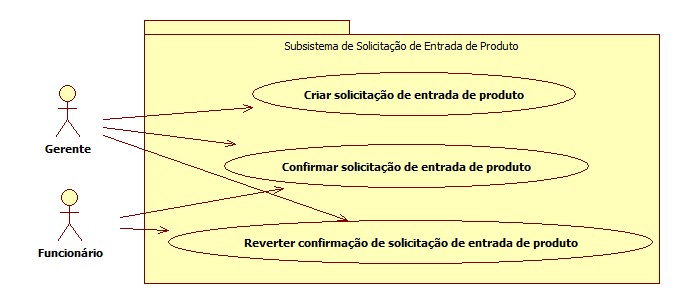 Subsistema de Solicitação de Entrada de Produto
Criar solicitação de entrada de produto
Gerente
Confirmar solicitação de entrada de produto
Funcionário
Reverter confirmação de solicitação de entrada de produto